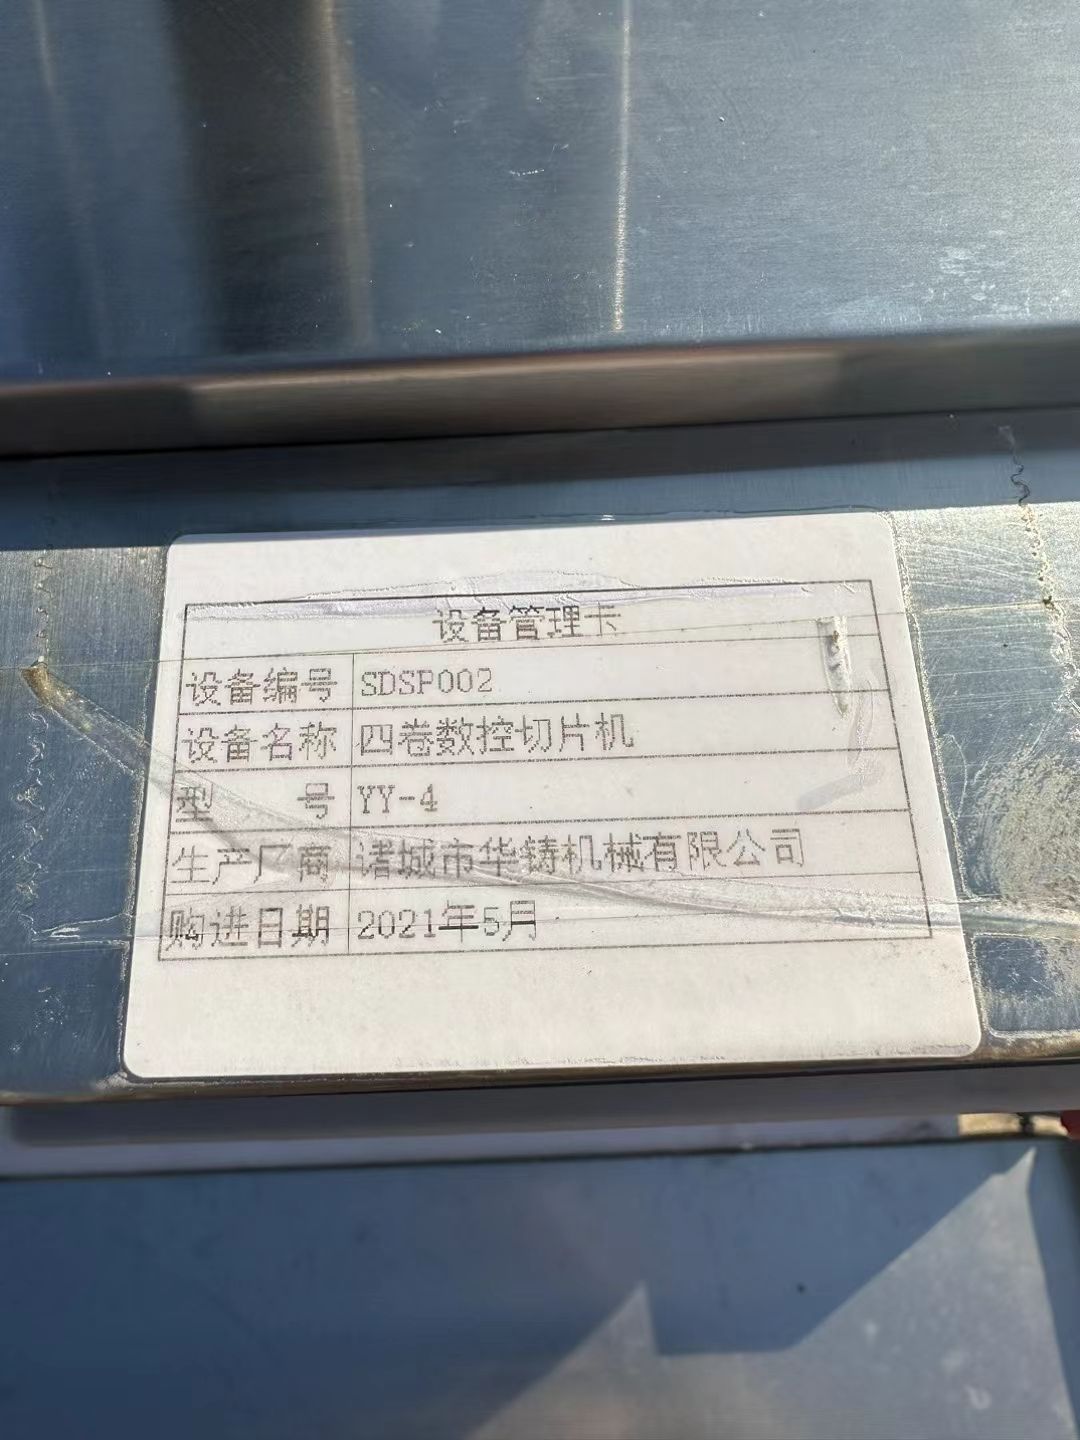 设备管理卡
设备编号 SDSP002
设备名称 四卷数控切片机
型 号 YY-4
生产厂商 诸城市华铸机械有限公司
购进日期 2021年5月